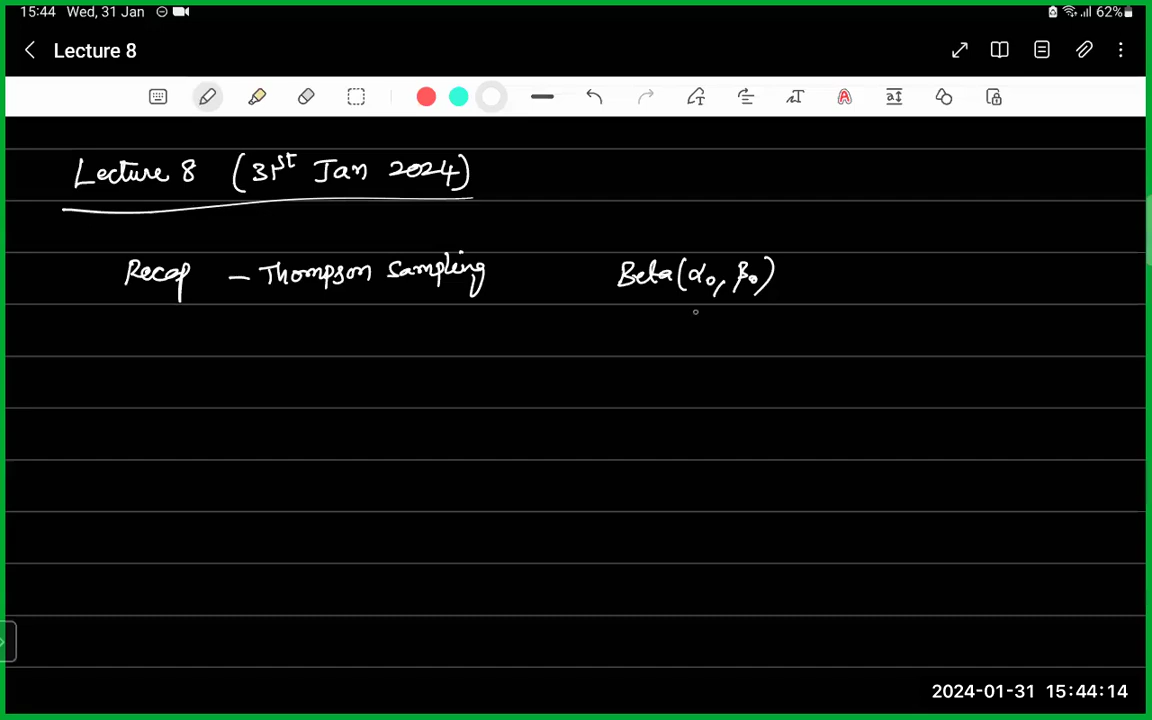 15:44 Wed, 31 Jan 62%
Lecture 8
Lecture 8 (31st Jan 2024)
Recap – Thompson Sampling Beta(α₀, β₀)
2024-01-31 15:44:14